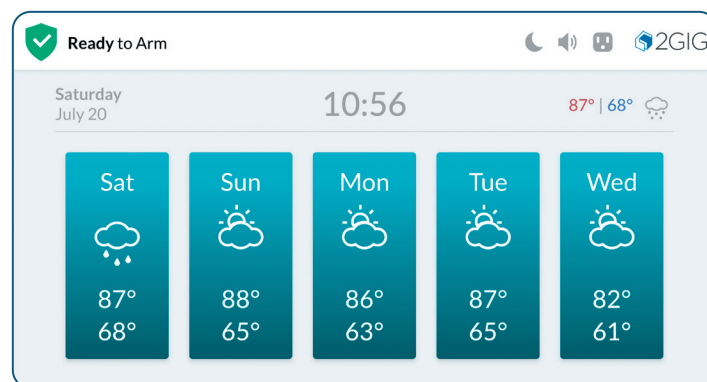 Ready to Arm
2GIG
Saturday
July 20
10:56
87° | 68°
Sat
Sun
Mon
Tue
Wed
87°
68°
88°
65°
86°
63°
87°
65°
82°
61°